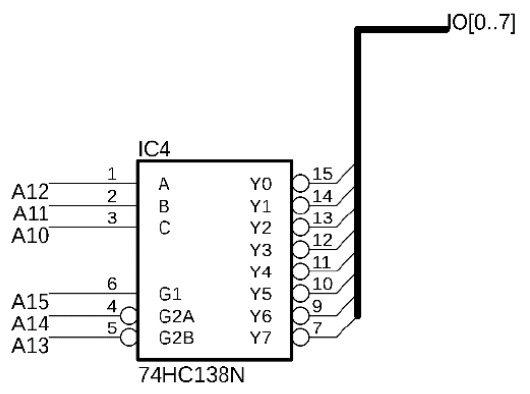 IO[0..7]
IC4
1 15
A12 A Y0
2 14
A11 B Y1
3 13
A10 C Y2
12
Y3
11
Y4
6 10
A15 G1 Y5
4 9
A14 G2A Y6
5 7
A13 G2B Y7
74HC138N